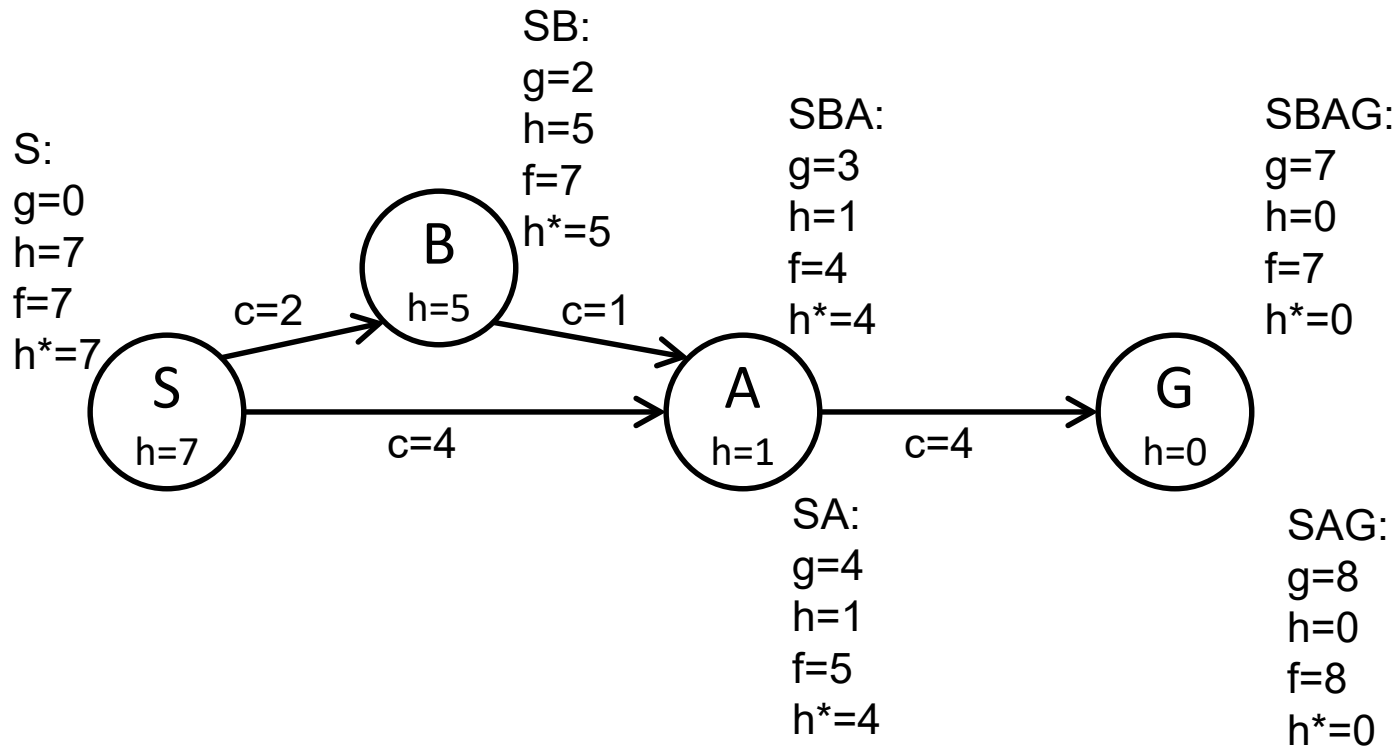 S:
g=0
h=7
f=7
h*=7
SB:
g=2
h=5
f=7
h*=5
SBA:
g=3
h=1
f=4
h*=4
SBAG:
g=7
h=0
f=7
h*=0
B
h=5
c=2
c=1
S
h=7
c=4
A
h=1
c=4
G
h=0
SA:
g=4
h=1
f=5
h*=4
SAG:
g=8
h=0
f=8
h*=0